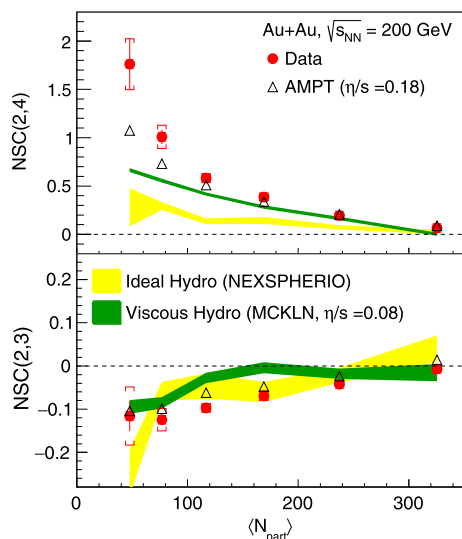 Au+Au, √s_NN = 200 GeV
Data
AMPT (η/s =0.18)
NSC(2,4)
2
1.5
1
0.5
0
Ideal Hydro (NEXSPHERIO)
Viscous Hydro (MCKLN, η/s =0.08)
NSC(2,3)
0.2
0.1
0
−0.1
−0.2
0 100 200 300
⟨N_part⟩